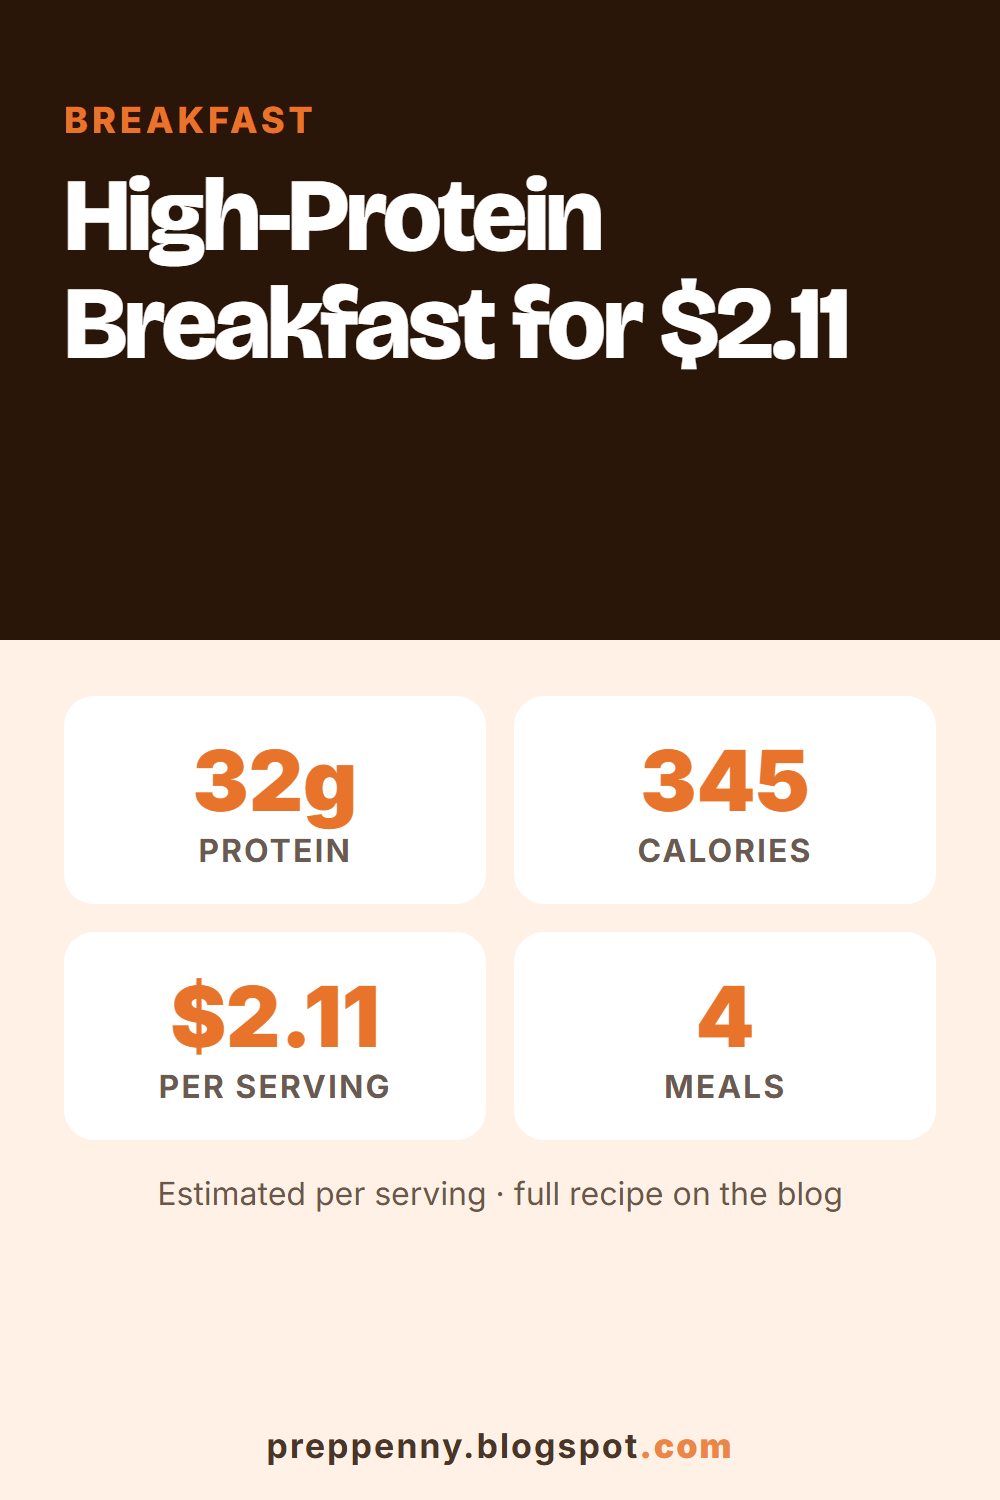 BREAKFAST
High-Protein
Breakfast for $2.11
32g
PROTEIN
345
CALORIES
$2.11
PER SERVING
4
MEALS
Estimated per serving · full recipe on the blog
preppenny.blogspot.com